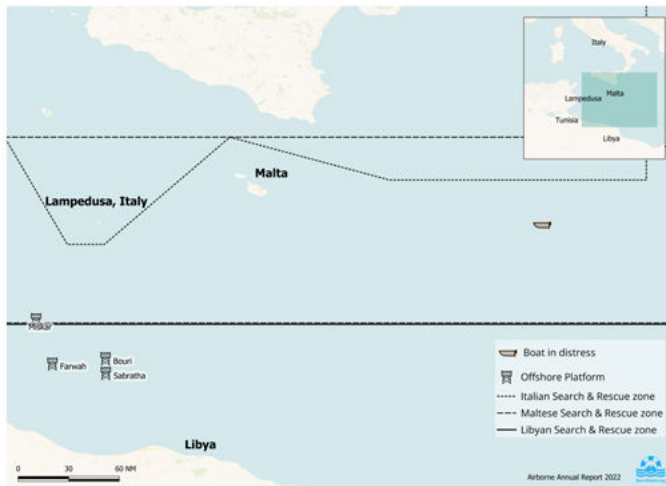 Italy
Malta
Lampedusa
Tunisia
Libya
Malta
Lampedusa, Italy
Miskar
Farwah
Bouri
Sabratha
Libya
Boat in distress
Offshore Platform
Italian Search & Rescue zone
Maltese Search & Rescue zone
Libyan Search & Rescue zone
0 30 60 NM
Airborne Annual Report 2022